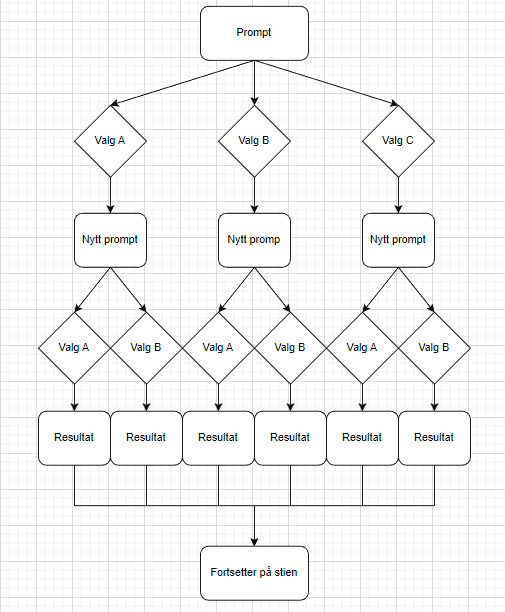 Prompt
Valg A
Valg B
Valg C
Nytt prompt
Nytt promp
Nytt prompt
Valg A
Valg B
Valg A
Valg B
Valg A
Valg B
Resultat
Resultat
Resultat
Resultat
Resultat
Resultat
Fortsetter på stien